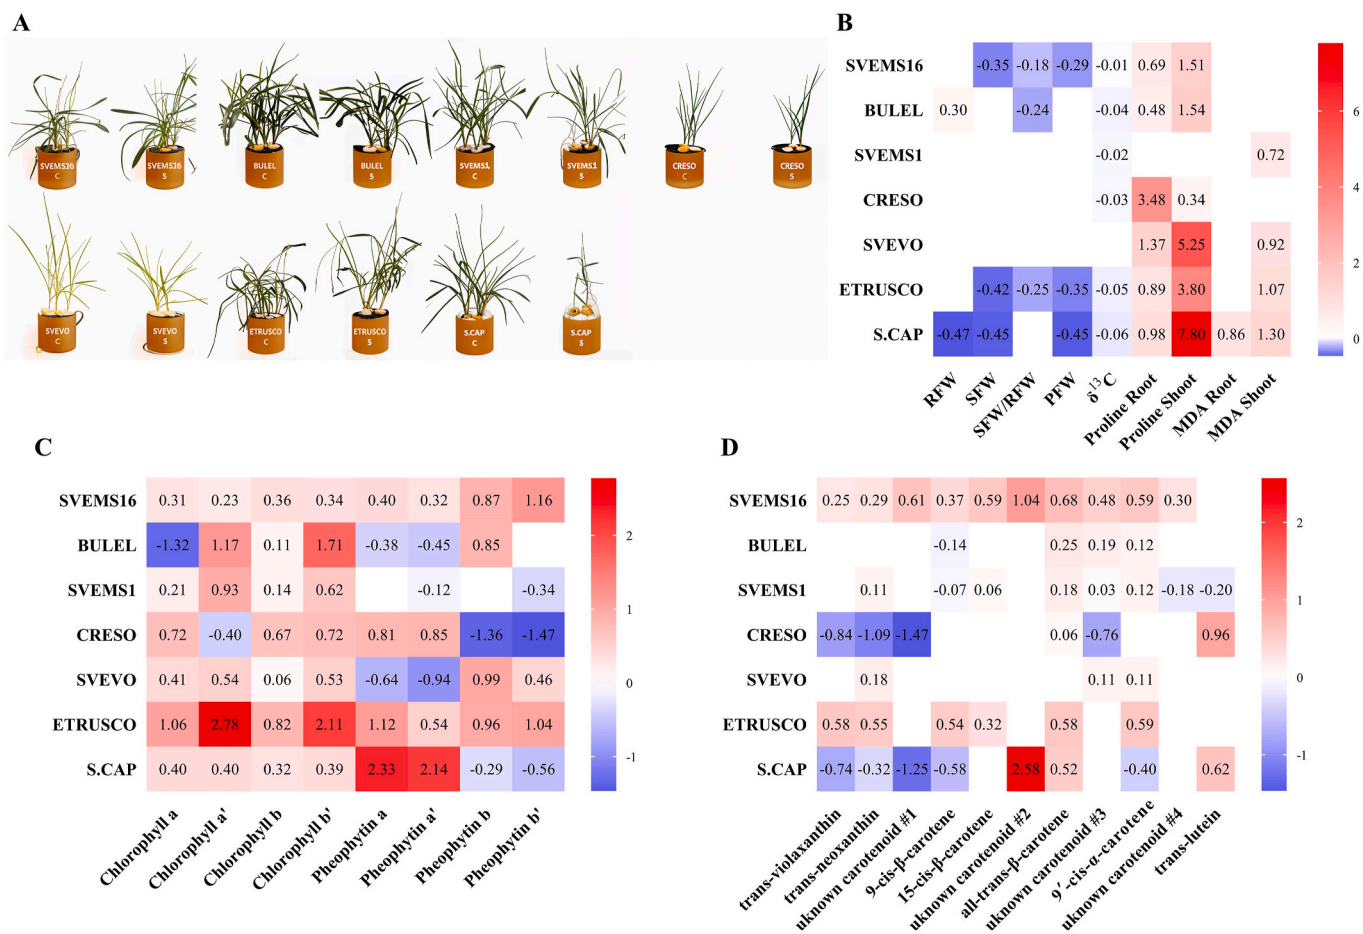 A
SVEMS16
C
SVEMS16
S
BULEL
C
BULEL
S
SVEMS1
C
SVEMS1
S
CRESO
C
CRESO
S
SVEVO
C
SVEVO
S
ETRUSCO
C
ETRUSCO
S
S.CAP
C
S.CAP
S
B
SVEMS16 -0.35 -0.18 -0.29 -0.01 0.69 1.51
BULEL 0.30 -0.24 -0.04 0.48 1.54
SVEMS1 -0.02 0.72
CRESO -0.03 3.48 0.34
SVEVO 1.37 5.25 0.92
ETRUSCO -0.42 -0.25 -0.35 -0.05 0.89 3.80 1.07
S.CAP -0.47 -0.45 -0.45 -0.06 0.98 7.80 0.86 1.30
RFW SFW SFW/RFW PFW δ¹³C Proline Root Proline Shoot MDA Root MDA Shoot
6
4
2
0
C
SVEMS16 0.31 0.23 0.36 0.34 0.40 0.32 0.87 1.16
BULEL -1.32 1.17 0.11 1.71 -0.38 -0.45 0.85
SVEMS1 0.21 0.93 0.14 0.62 -0.12 -0.34
CRESO 0.72 -0.40 0.67 0.72 0.81 0.85 -1.36 -1.47
SVEVO 0.41 0.54 0.06 0.53 -0.64 -0.94 0.99 0.46
ETRUSCO 1.06 2.78 0.82 2.11 1.12 0.54 0.96 1.04
S.CAP 0.40 0.40 0.32 0.39 2.33 2.14 -0.29 -0.56
Chlorophyll a Chlorophyll a' Chlorophyll b Chlorophyll b' Pheophytin a Pheophytin a' Pheophytin b Pheophytin b'
2
1
0
-1
D
SVEMS16 0.25 0.29 0.61 0.37 0.59 1.04 0.68 0.48 0.59 0.30
BULEL -0.14 0.25 0.19 0.12
SVEMS1 0.11 -0.07 0.06 0.18 0.03 0.12 -0.18 -0.20
CRESO -0.84 -1.09 -1.47 0.06 -0.76 0.96
SVEVO 0.18 0.11 0.11
ETRUSCO 0.58 0.55 0.54 0.32 0.58 0.59
S.CAP -0.74 -0.32 -1.25 -0.58 2.58 0.52 -0.40 0.62
trans-violaxanthin trans-neoxanthin uknown carotenoid #1 9-cis-β-carotene 15-cis-β-carotene uknown carotenoid #2 all-trans-β-carotene uknown carotenoid #3 9′-cis-α-carotene uknown carotenoid #4 trans-lutein
2
1
0
-1